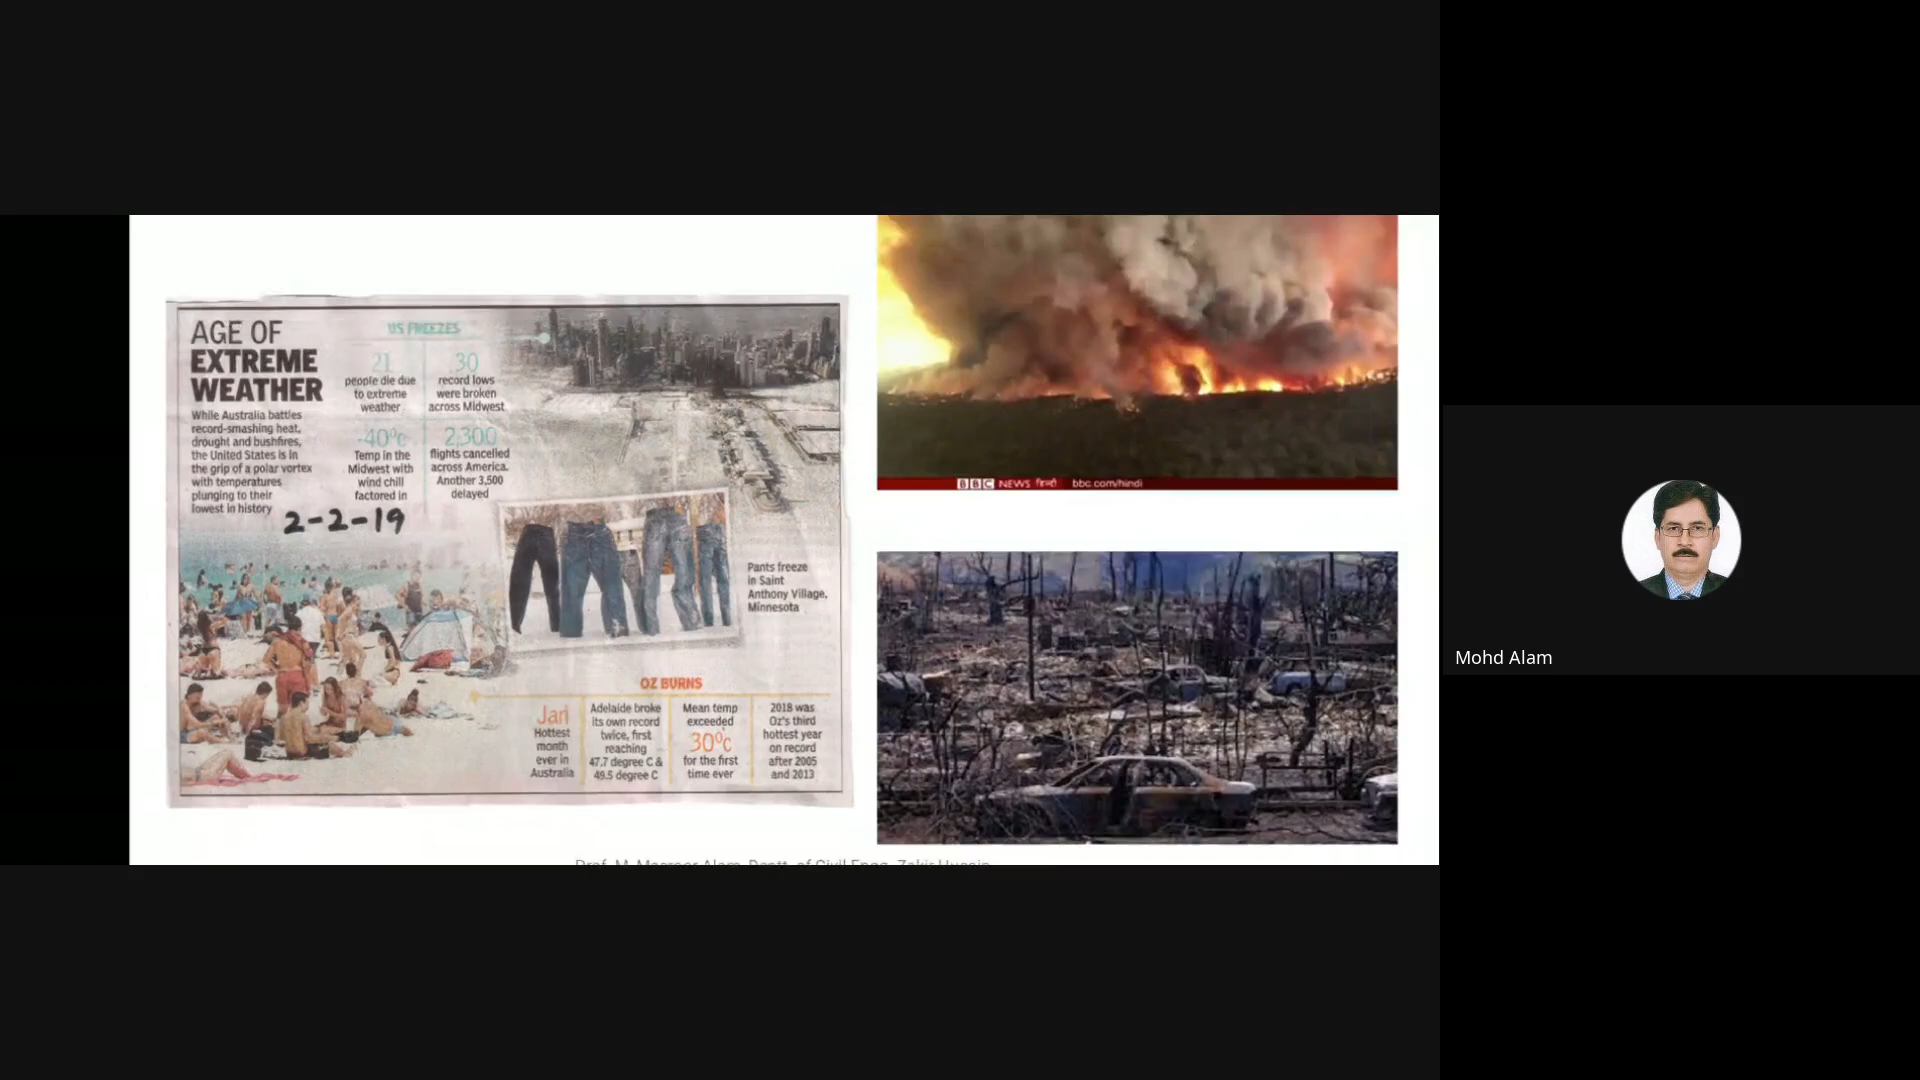 AGE OF
EXTREME
WEATHER
While Australia battles
record-smashing heat,
drought and bushfires,
the United States is in
the grip of a polar vortex
with temperatures
plunging to their
lowest in history
2-2-19
US FREEZES
21
people die due
to extreme
weather
30
record lows
were broken
across Midwest
-40°c
Temp in the
Midwest with
wind chill
factored in
2,300
flights cancelled
across America.
Another 3,500
delayed
Pants freeze
in Saint
Anthony Village,
Minnesota
OZ BURNS
Jan
Hottest
month
ever in
Australia
Adelaide broke
its own record
twice, first
reaching
47.7 degree C &
49.5 degree C
Mean temp
exceeded
30°c
for the first
time ever
2018 was
Oz's third
hottest year
on record
after 2005
and 2013
BBC NEWS हिन्दी bbc.com/hindi
Prof. M. Masroor Alam, Deptt. of Civil Engg. Zakir Husain
Mohd Alam